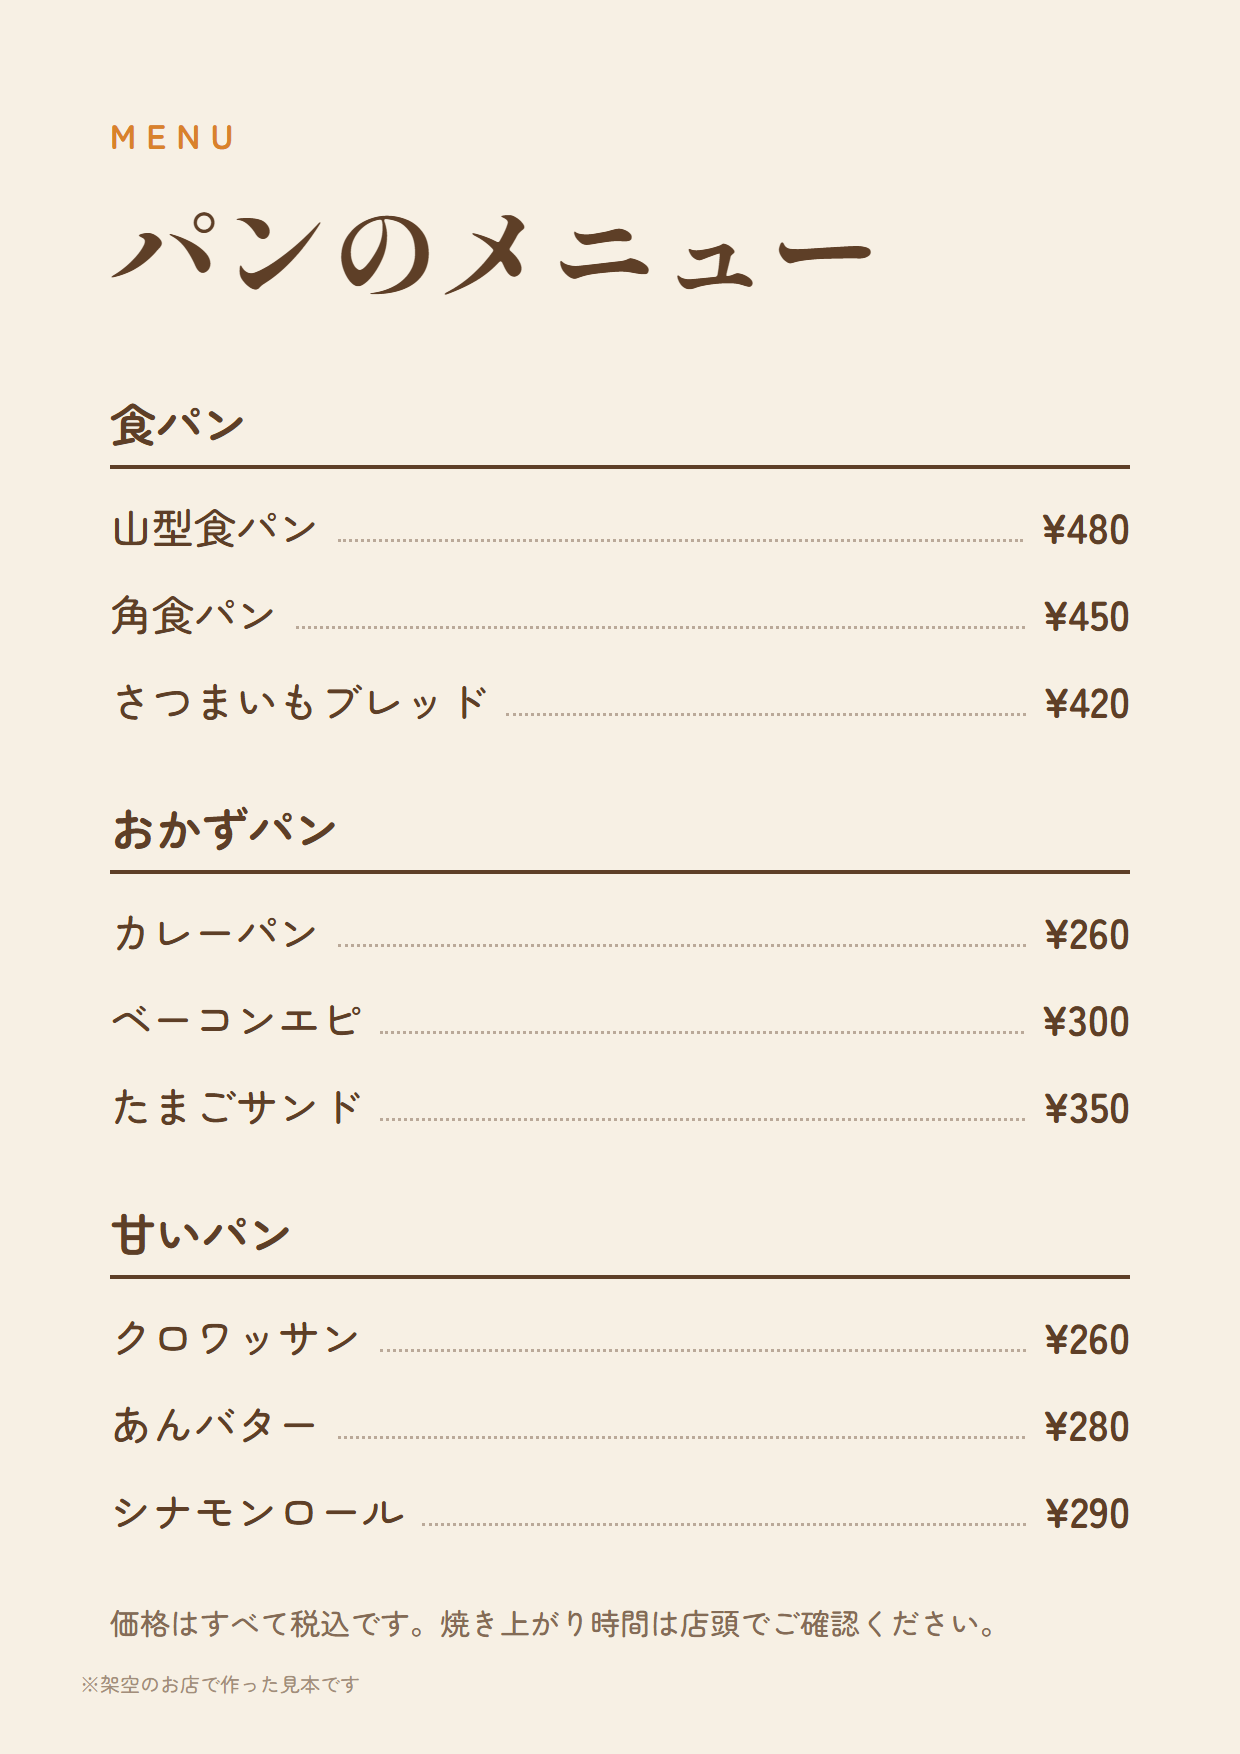 MENU
パンのメニュー
食パン
山型食パン ¥480
角食パン ¥450
さつまいもブレッド ¥420
おかずパン
カレーパン ¥260
ベーコンエピ ¥300
たまごサンド ¥350
甘いパン
クロワッサン ¥260
あんバター ¥280
シナモンロール ¥290
価格はすべて税込です。焼き上がり時間は店頭でご確認ください。
※架空のお店で作った見本です